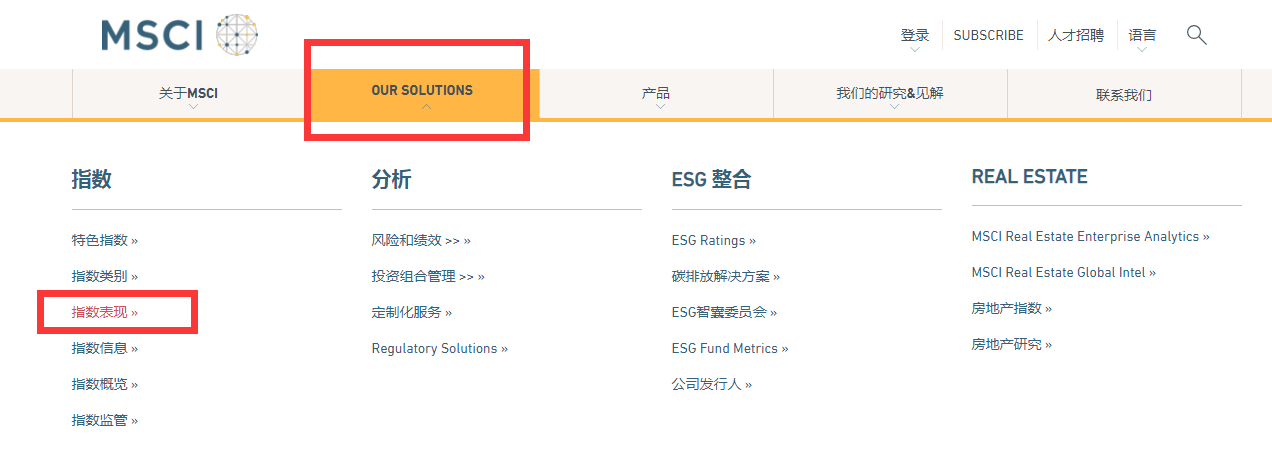 MSCI
登录
SUBSCRIBE
人才招聘
语言
关于MSCI
OUR SOLUTIONS
产品
我们的研究&见解
联系我们
指数
特色指数 »
指数类别 »
指数表现 »
指数信息 »
指数概览 »
指数监管 »
分析
风险和绩效 >> »
投资组合管理 >> »
定制化服务 »
Regulatory Solutions »
ESG 整合
ESG Ratings »
碳排放解决方案 »
ESG智囊委员会 »
ESG Fund Metrics »
公司发行人 »
REAL ESTATE
MSCI Real Estate Enterprise Analytics »
MSCI Real Estate Global Intel »
房地产指数 »
房地产研究 »